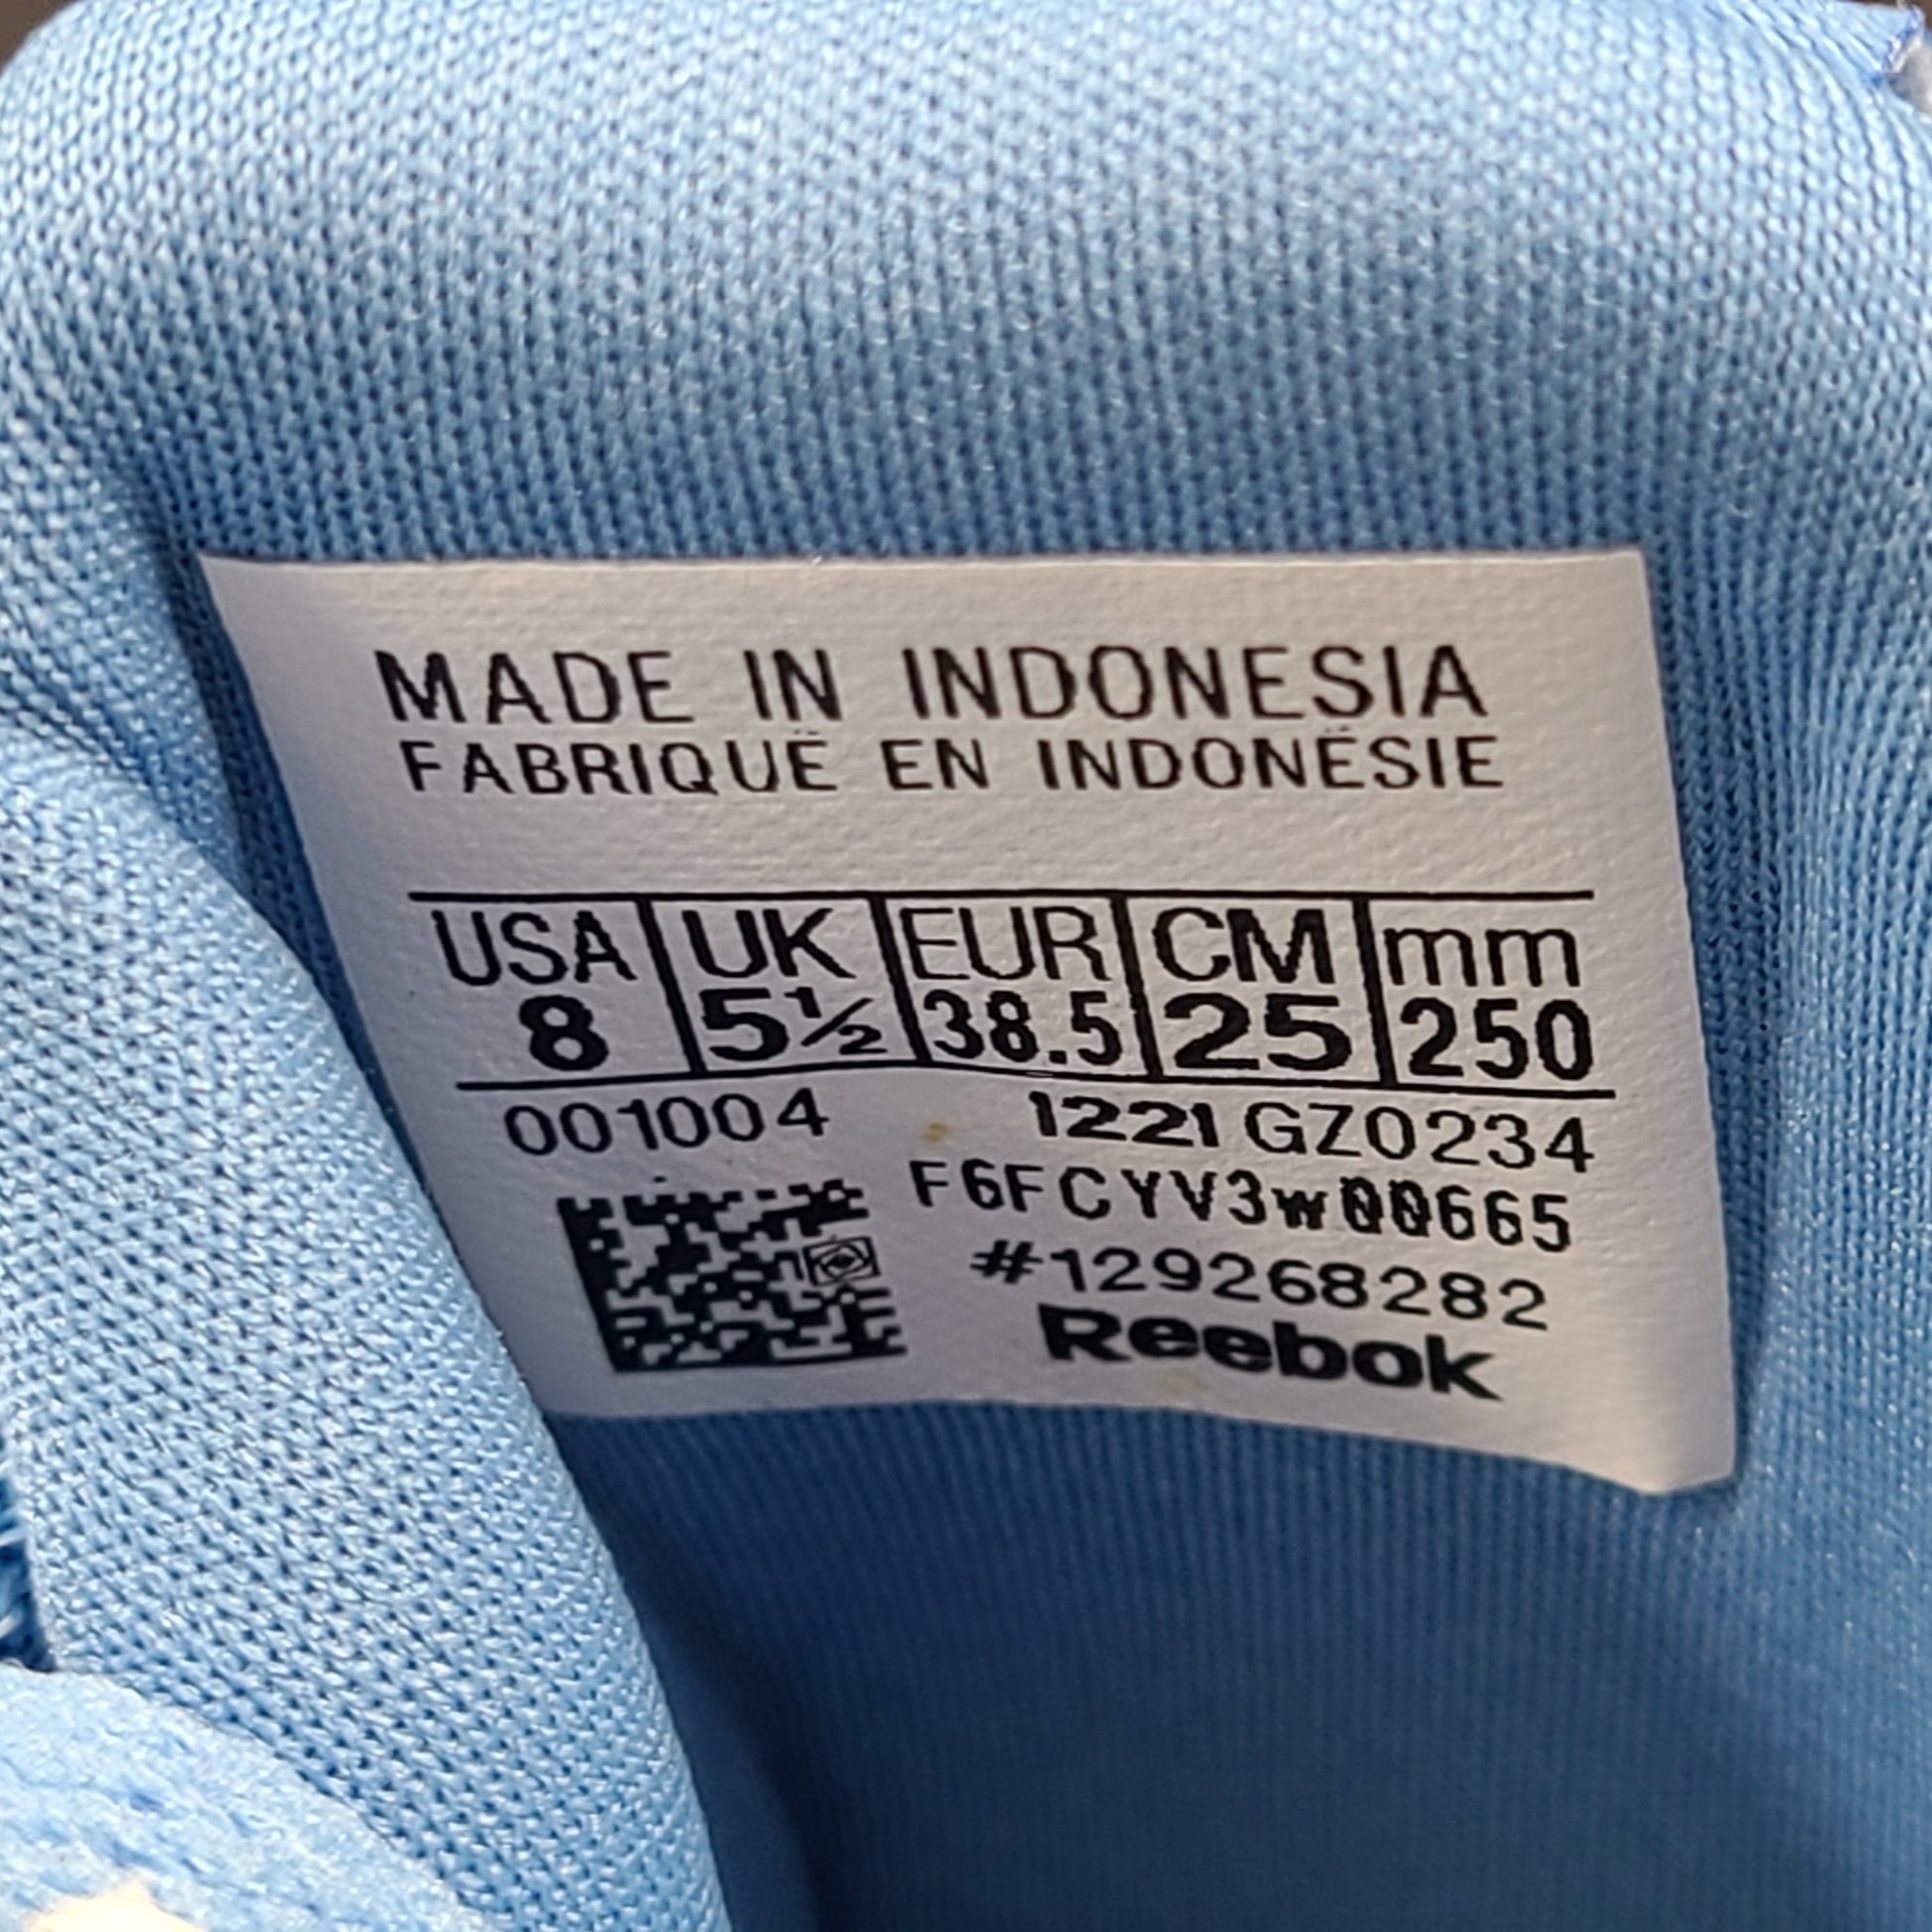 MADE IN INDONESIA
FABRIQUÉ EN INDONÉSIE
USA UK EUR CM mm
8 5½ 38.5 25 250
001004 1221 GZ0234
F6FCYV3w00665
#129268282
Reebok